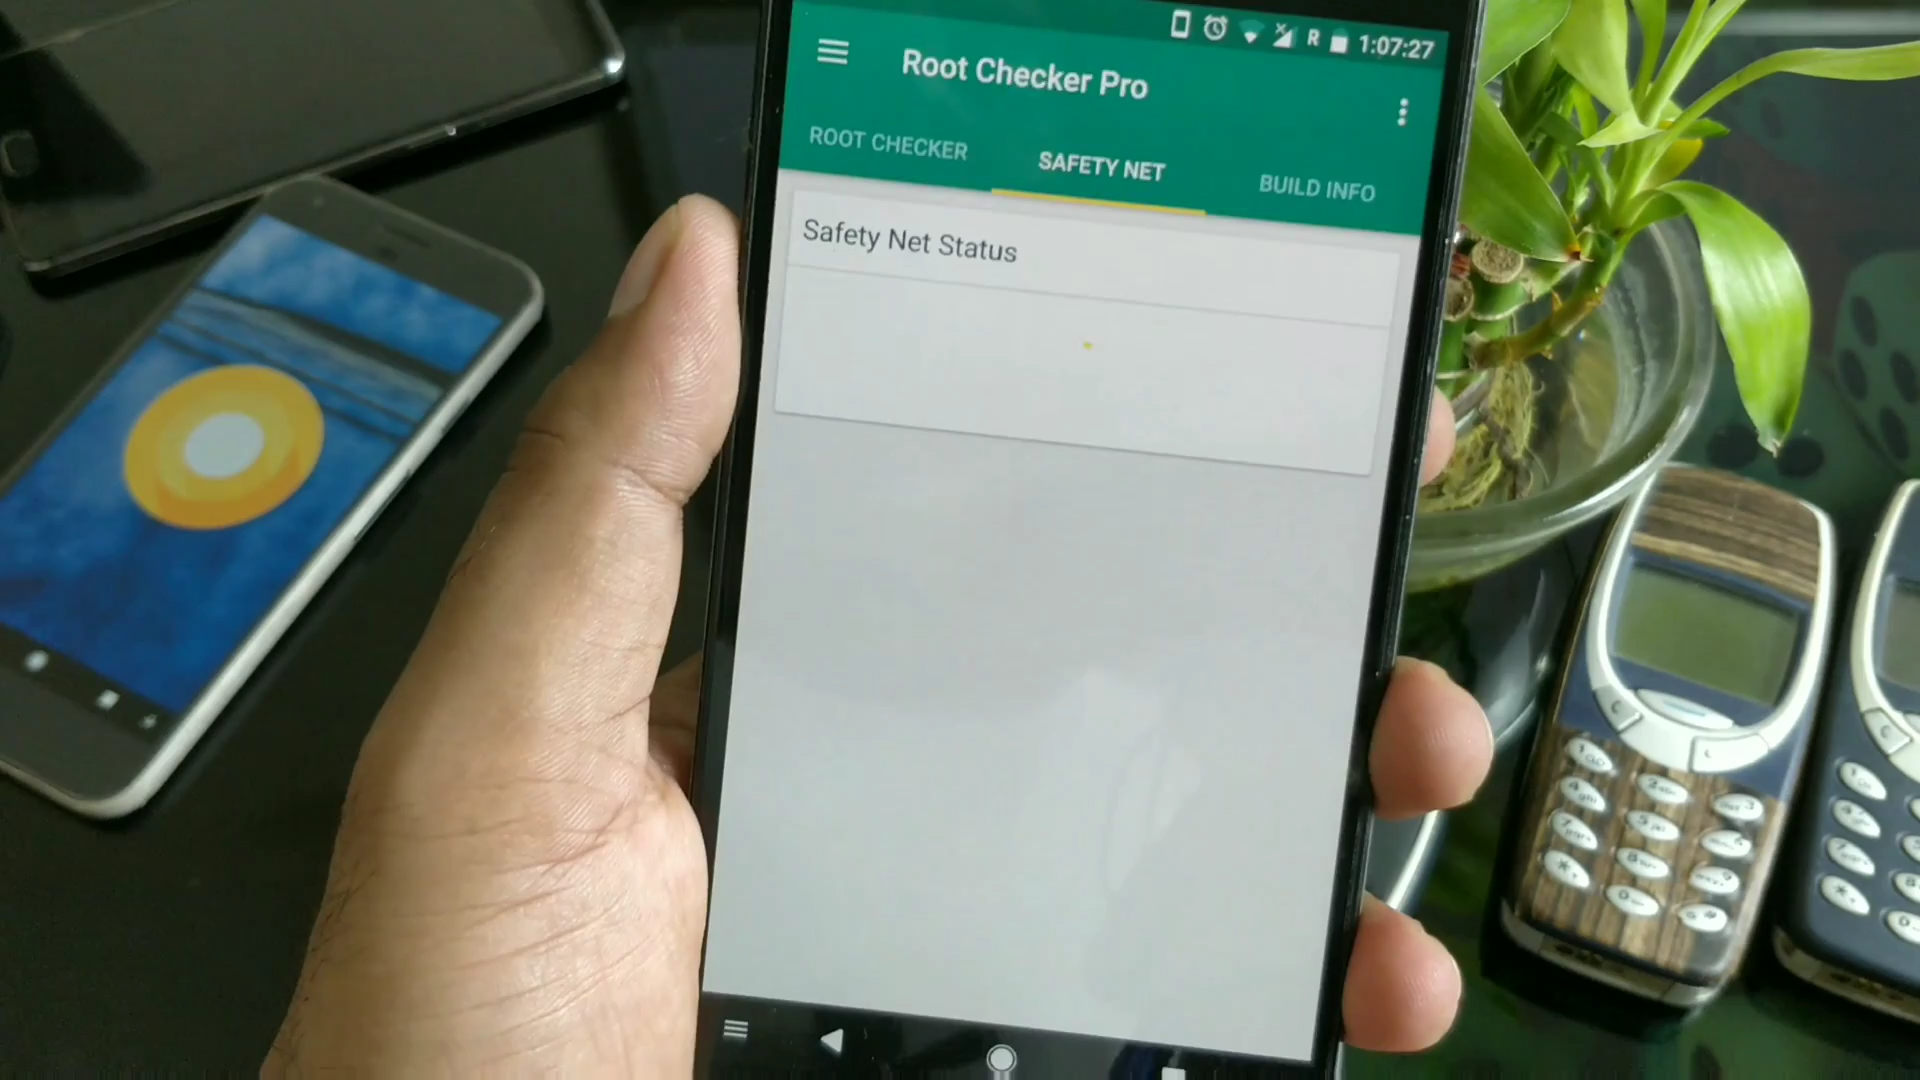 R 1:07:27
Root Checker Pro
ROOT CHECKER SAFETY NET BUILD INFO
Safety Net Status